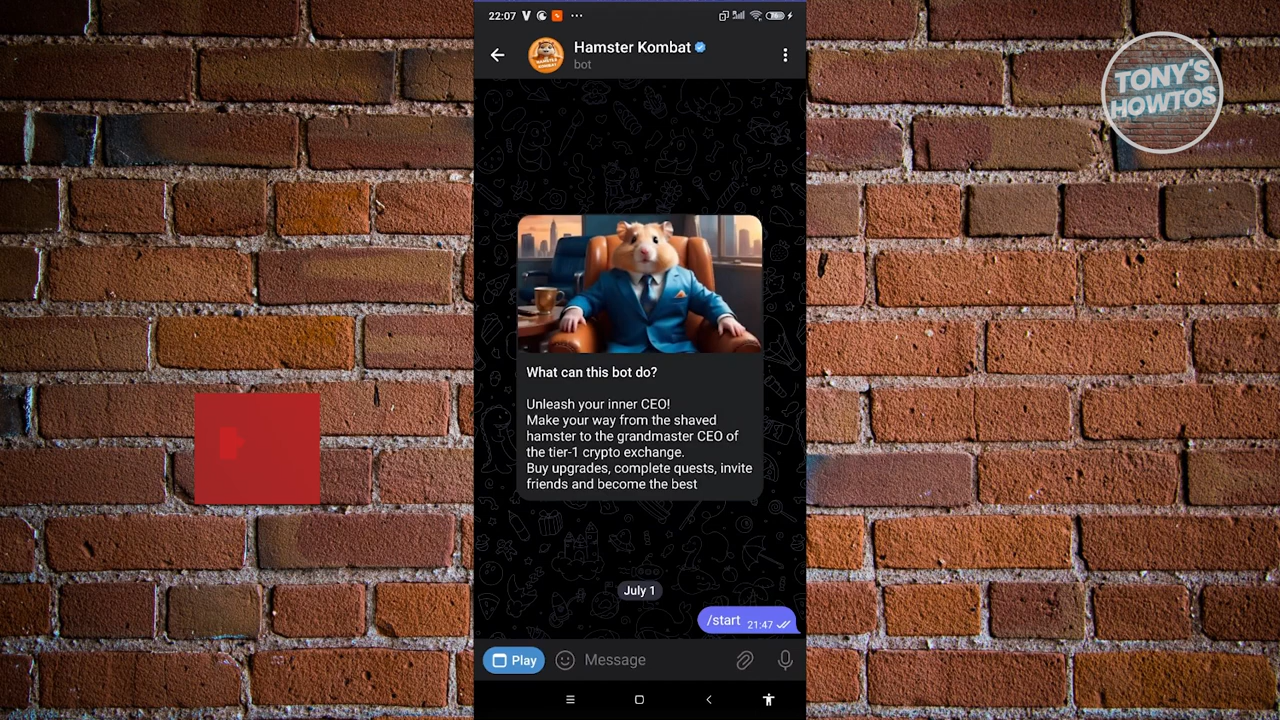 22:07
Hamster Kombat
bot
TONY'S
HOWTOS
What can this bot do?
Unleash your inner CEO!
Make your way from the shaved
hamster to the grandmaster CEO of
the tier-1 crypto exchange.
Buy upgrades, complete quests, invite
friends and become the best
July 1
/start 21:47
Play
Message